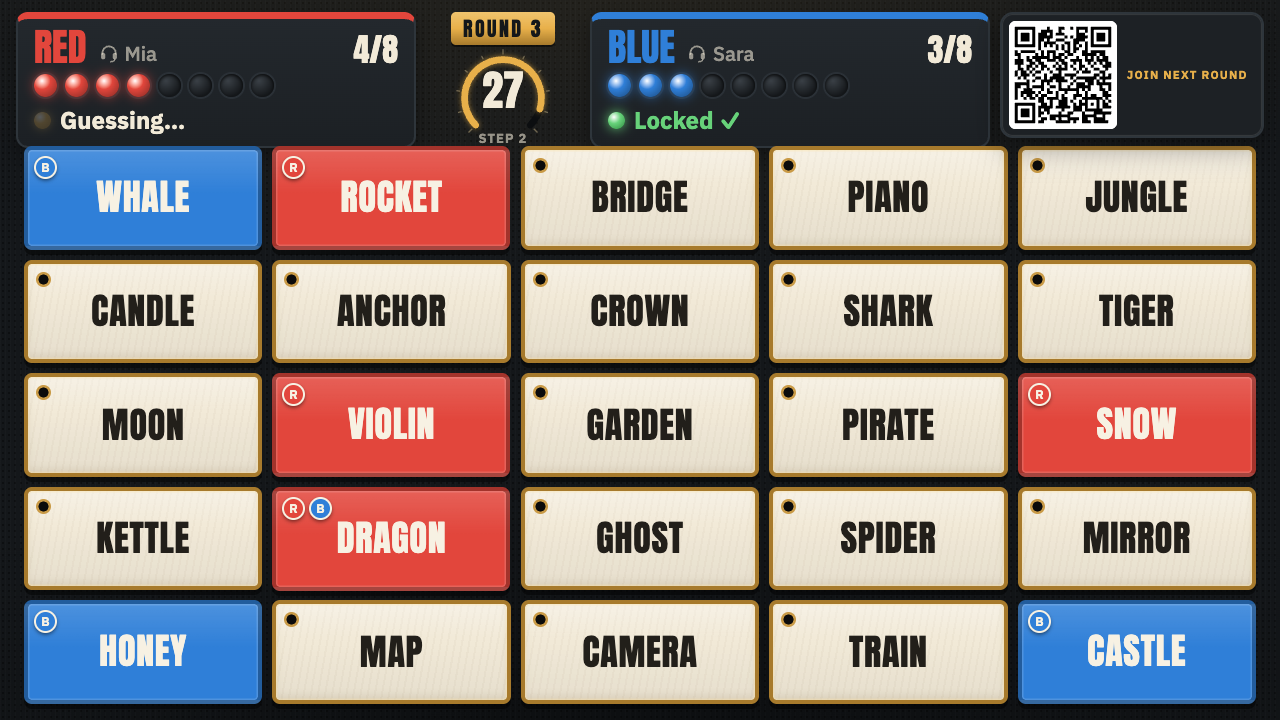 RED Mia 4/8
Guessing...
ROUND 3
27
STEP 2
BLUE Sara 3/8
Locked
JOIN NEXT ROUND
B WHALE
R ROCKET
BRIDGE
PIANO
JUNGLE
CANDLE
ANCHOR
CROWN
SHARK
TIGER
MOON
R VIOLIN
GARDEN
PIRATE
R SNOW
KETTLE
R B DRAGON
GHOST
SPIDER
MIRROR
B HONEY
MAP
CAMERA
TRAIN
B CASTLE